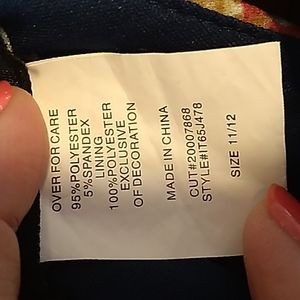 OVER FOR CARE
95%POLYESTER
5%SPANDEX
LINING
100%POLYESTER
EXCLUSIVE
OF DECORATION
MADE IN CHINA
CUT#20007868
STYLE#IT65J478
SIZE 11/12